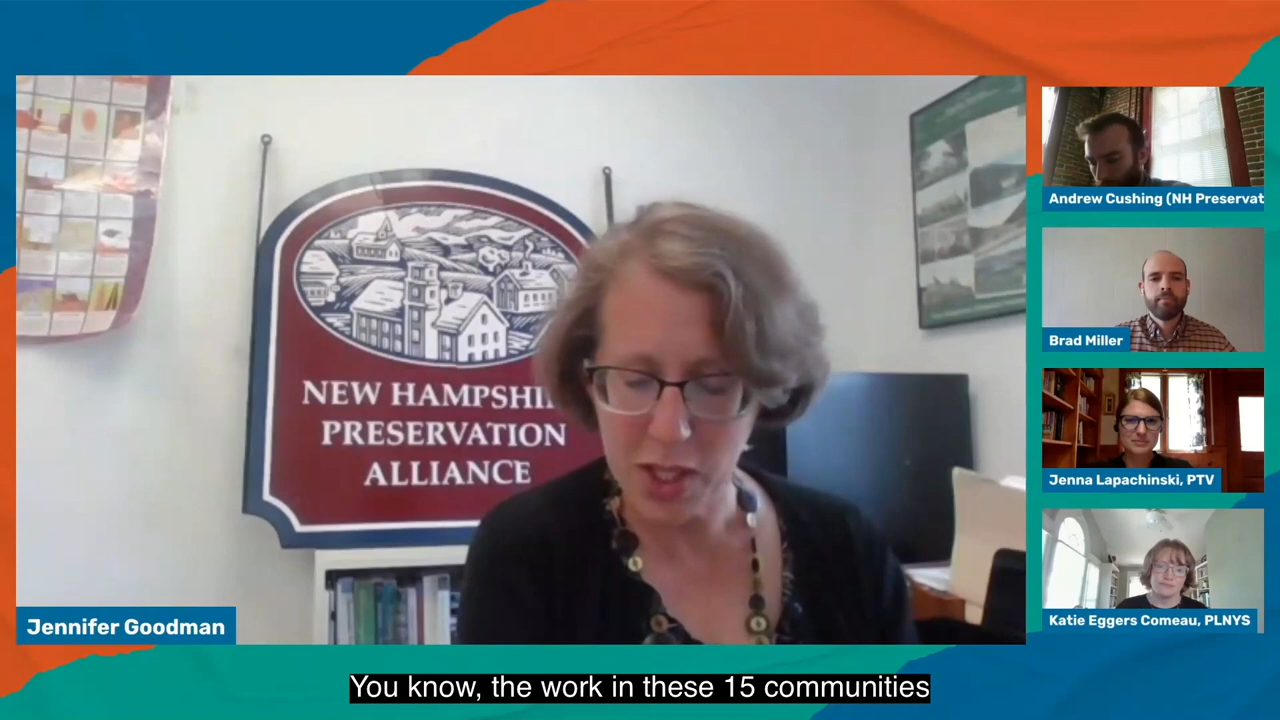 NEW HAMPSHI
PRESERVATION
ALLIANCE
Jennifer Goodman
Andrew Cushing (NH Preservat
Brad Miller
Jenna Lapachinski, PTV
Katie Eggers Comeau, PLNYS
You know, the work in these 15 communities